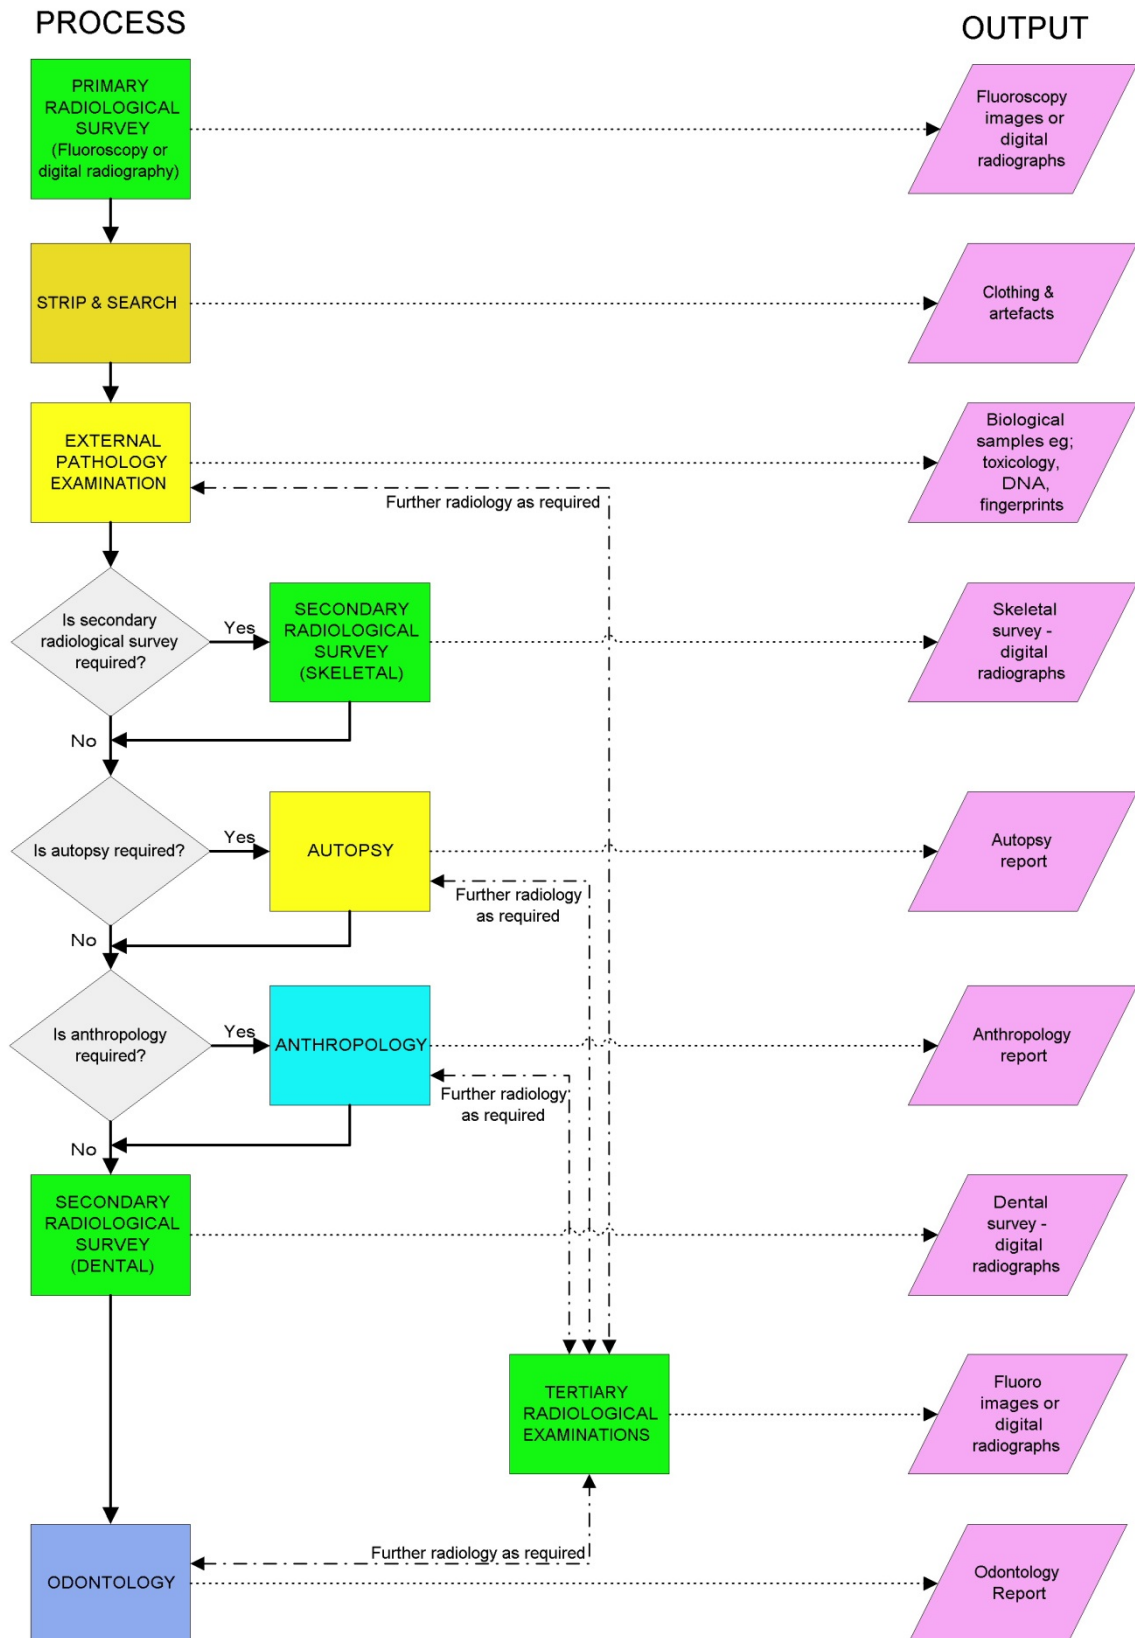 PROCESS
OUTPUT
PRIMARY
RADIOLOGICAL
SURVEY
(Fluoroscopy or
digital radiography)
Fluoroscopy
images or
digital
radiographs
STRIP & SEARCH
Clothing &
artefacts
EXTERNAL
PATHOLOGY
EXAMINATION
Biological
samples eg;
toxicology,
DNA,
fingerprints
Further radiology as required
Is secondary
radiological survey
required?
Yes
SECONDARY
RADIOLOGICAL
SURVEY
(SKELETAL)
Skeletal
survey -
digital
radiographs
No
Is autopsy required?
Yes
AUTOPSY
Autopsy
report
Further radiology
as required
No
Is anthropology
required?
Yes
ANTHROPOLOGY
Anthropology
report
Further radiology
as required
No
SECONDARY
RADIOLOGICAL
SURVEY
(DENTAL)
Dental
survey -
digital
radiographs
TERTIARY
RADIOLOGICAL
EXAMINATIONS
Fluoro
images or
digital
radiographs
Further radiology as required
ODONTOLOGY
Odontology
Report